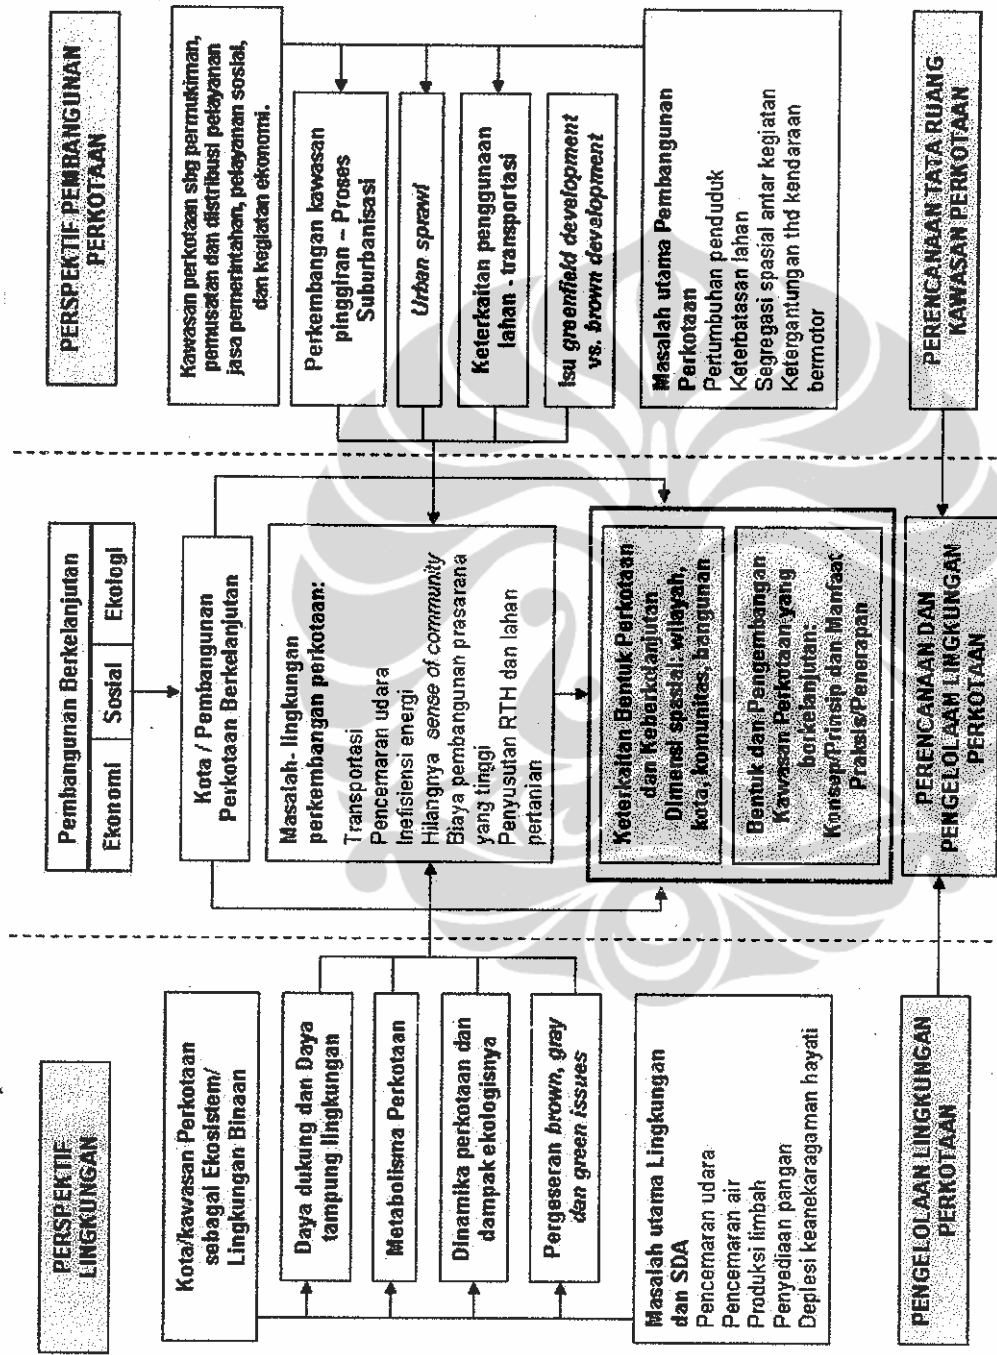 PERSPEKTIF
LINGKUNGAN
Kota/kawasan Perkotaan
sebagai Ekosistem/
Lingkungan Binaan
Daya dukung dan Daya
tampung lingkungan
Metabolisma Perkotaan
Dinamika perkotaan dan
dampak ekologisnya
Pergeseran brown, gray
dan green issues
Masalah utama Lingkungan
dan SDA
Pencemaran udara
Pencemaran air
Produksi limbah
Penyediaan pangan
Deplesi keanekaragaman hayati
PENGELOLAAN LINGKUNGAN
PERKOTAAN
Pembangunan Berkelanjutan
Ekonomi
Sosial
Ekologi
Kota / Pembangunan
Perkotaan Berkelanjutan
Masalah- lingkungan
perkembangan perkotaan:
Transportasi
Pencemaran udara
Inefisiensi energi
Hilangnya sense of community
Biaya pembangunan prasarana
yang tinggi
Penyusutan RTH dan lahan
pertanian
Keterkaitan Bentuk Perkotaan
dan Keberkelanjutan
Dimensi spasial: wilayah,
kota, komunitas, bangunan
Bentuk dan Pengembangan
Kawasan Perkotaan yang
berkelanjutan:
Konsep/Prinsip dan Manfaat
Praksis/Penerapan
PERENCANAAN DAN
PENGELOLAAN LINGKUNGAN
PERKOTAAN
PERSPEKTIF PEMBANGUNAN
PERKOTAAN
Kawasan perkotaan sbg permukiman,
pemusatan dan distribusi pelayanan
jasa pemerintahan, pelayanan sosial,
dan kegiatan ekonomi.
Perkembangan kawasan
pinggiran – Proses
Suburbanisasi
Urban sprawl
Keterkaitan penggunaan
lahan - transportasi
Isu greenfield development
vs. brown development
Masalah utama Pembangunan
Perkotaan
Pertumbuhan penduduk
Keterbatasan lahan
Segregasi spasial antar kegiatan
Ketergantungan thd kendaraan
bermotor
PERENCANAAN TATA RUANG
KAWASAN PERKOTAAN